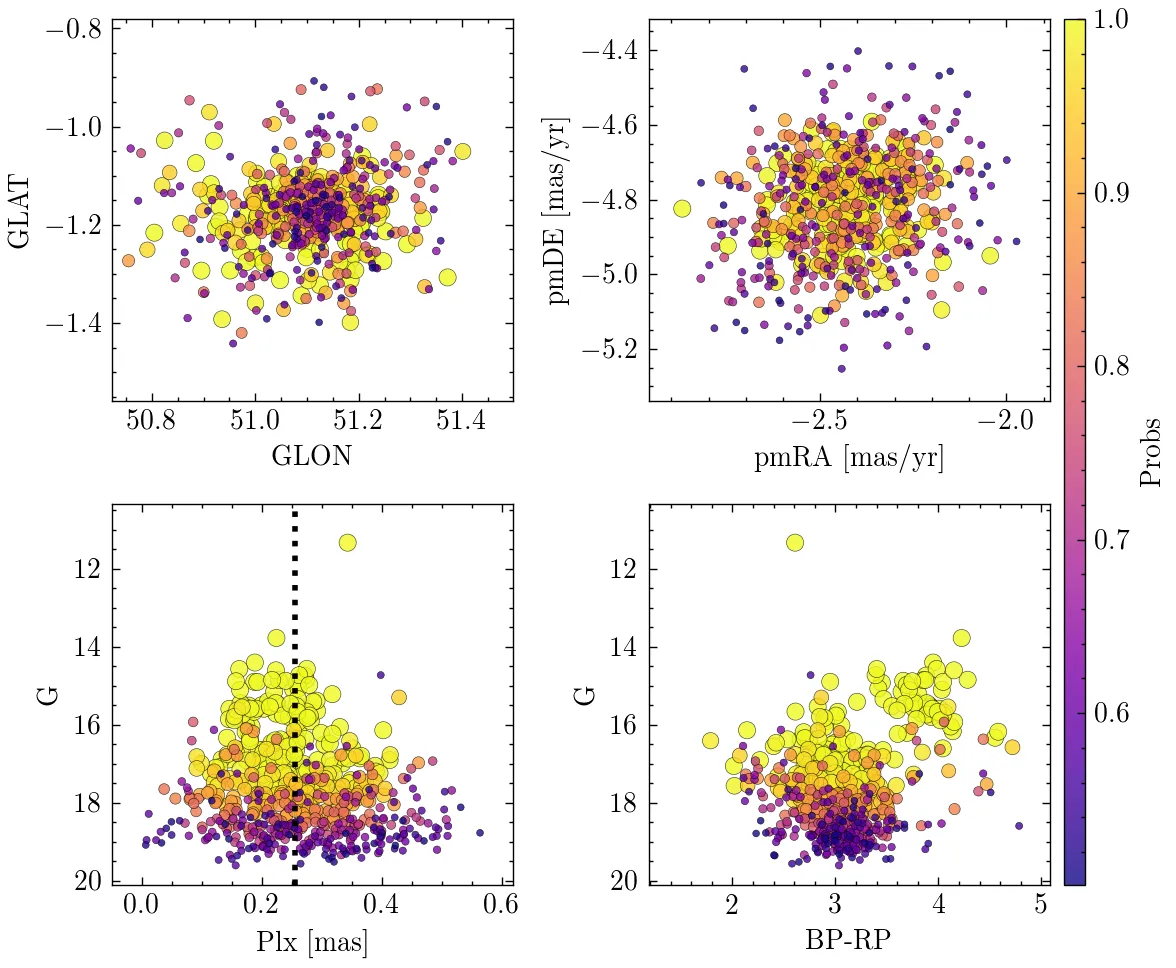 −0.8
−1.0
−1.2
−1.4
GLAT
50.8 51.0 51.2 51.4
GLON
−4.4
−4.6
−4.8
−5.0
−5.2
pmDE [mas/yr]
−2.5 −2.0
pmRA [mas/yr]
12
14
16
18
20
G
0.0 0.2 0.4 0.6
Plx [mas]
12
14
16
18
20
G
2 3 4 5
BP-RP
1.0
0.9
0.8
0.7
0.6
Probs